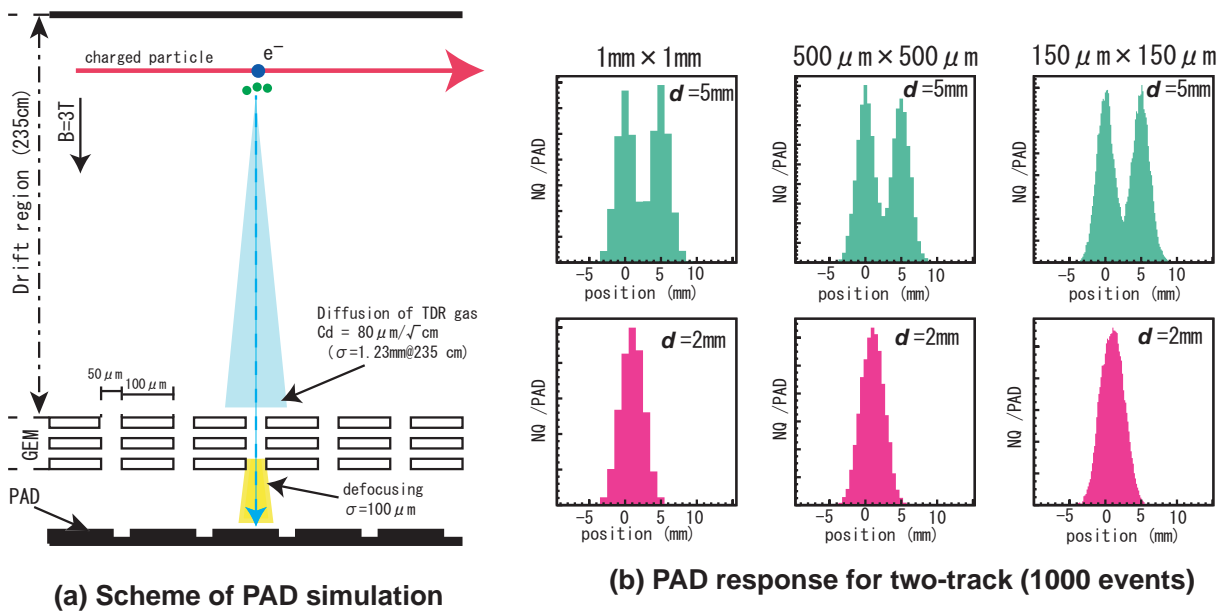 charged particle
e⁻
B=3T
Drift region (235cm)
Diffusion of TDR gas
Cd = 80μm/√cm
(σ=1.23mm@235 cm)
50μm
100μm
GEM
defocusing
σ=100μm
PAD
(a) Scheme of PAD simulation
1mm×1mm
500μm×500μm
150μm×150μm
d=5mm
NQ /PAD
-5 0 5 10
position (mm)
d=5mm
NQ /PAD
-5 0 5 10
position (mm)
d=5mm
NQ /PAD
-5 0 5 10
position (mm)
d=2mm
NQ /PAD
-5 0 5 10
position (mm)
d=2mm
NQ /PAD
-5 0 5 10
position (mm)
d=2mm
NQ /PAD
-5 0 5 10
position (mm)
(b) PAD response for two-track (1000 events)